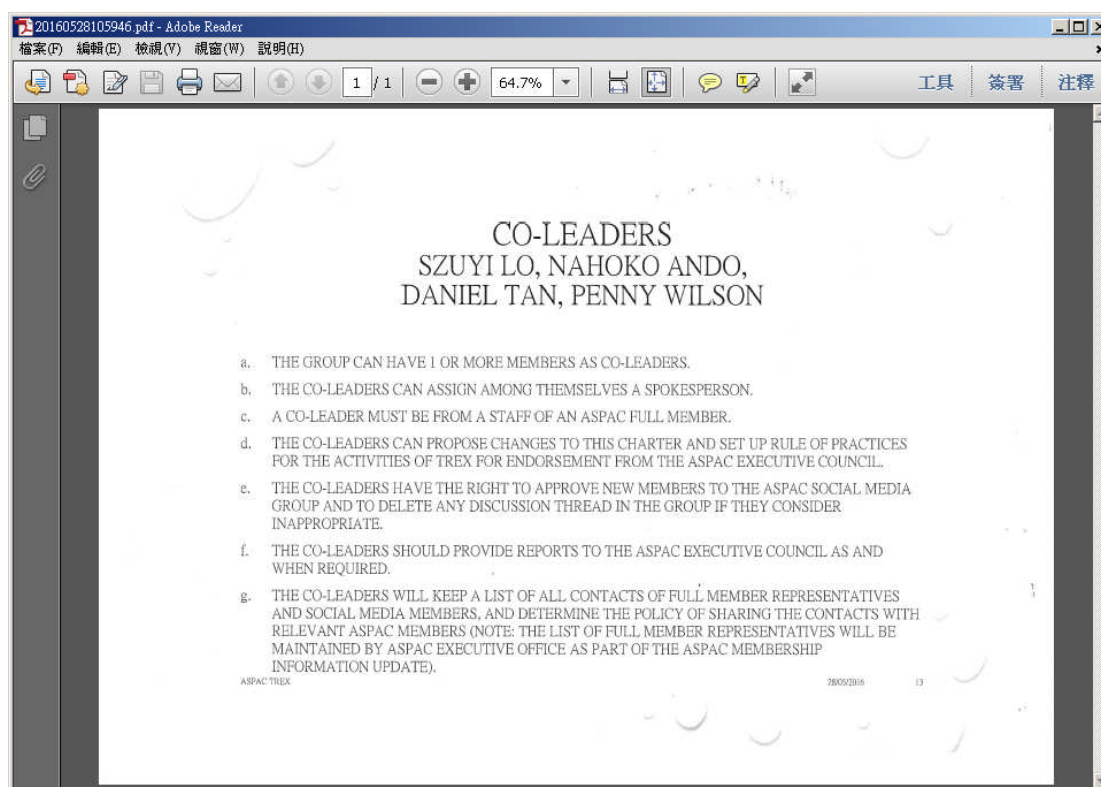 20160528105946.pdf - Adobe Reader
檔案(F) 編輯(E) 檢視(V) 視窗(W) 說明(H)
1 / 1 64.7% 工具 簽署 注釋
CO-LEADERS
SZUYI LO, NAHOKO ANDO,
DANIEL TAN, PENNY WILSON
a. THE GROUP CAN HAVE 1 OR MORE MEMBERS AS CO-LEADERS.
b. THE CO-LEADERS CAN ASSIGN AMONG THEMSELVES A SPOKESPERSON.
c. A CO-LEADER MUST BE FROM A STAFF OF AN ASPAC FULL MEMBER.
d. THE CO-LEADERS CAN PROPOSE CHANGES TO THIS CHARTER AND SET UP RULE OF PRACTICES
FOR THE ACTIVITIES OF TREX FOR ENDORSEMENT FROM THE ASPAC EXECUTIVE COUNCIL.
e. THE CO-LEADERS HAVE THE RIGHT TO APPROVE NEW MEMBERS TO THE ASPAC SOCIAL MEDIA
GROUP AND TO DELETE ANY DISCUSSION THREAD IN THE GROUP IF THEY CONSIDER
INAPPROPRIATE.
f. THE CO-LEADERS SHOULD PROVIDE REPORTS TO THE ASPAC EXECUTIVE COUNCIL AS AND
WHEN REQUIRED.
g. THE CO-LEADERS WILL KEEP A LIST OF ALL CONTACTS OF FULL MEMBER REPRESENTATIVES
AND SOCIAL MEDIA MEMBERS, AND DETERMINE THE POLICY OF SHARING THE CONTACTS WITH
RELEVANT ASPAC MEMBERS (NOTE: THE LIST OF FULL MEMBER REPRESENTATIVES WILL BE
MAINTAINED BY ASPAC EXECUTIVE OFFICE AS PART OF THE ASPAC MEMBERSHIP
INFORMATION UPDATE).
ASPAC TREX 28/05/2016 13